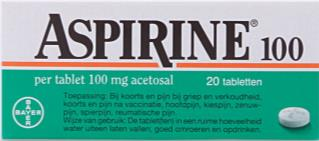 ASPIRINE® 100
per tablet 100 mg acetosal 20 tabletten
Toepassing: Bij koorts en pijn bij griep en verkoudheid,
koorts en pijn na vaccinatie, hoofdpijn, kiespijn, zenuw-
pijn, spierpijn, reumatische pijn.
Wijze van gebruik: De tablet(ten) in een ruime hoeveelheid
water uiteen laten vallen, goed omroeren en opdrinken.
BAYER